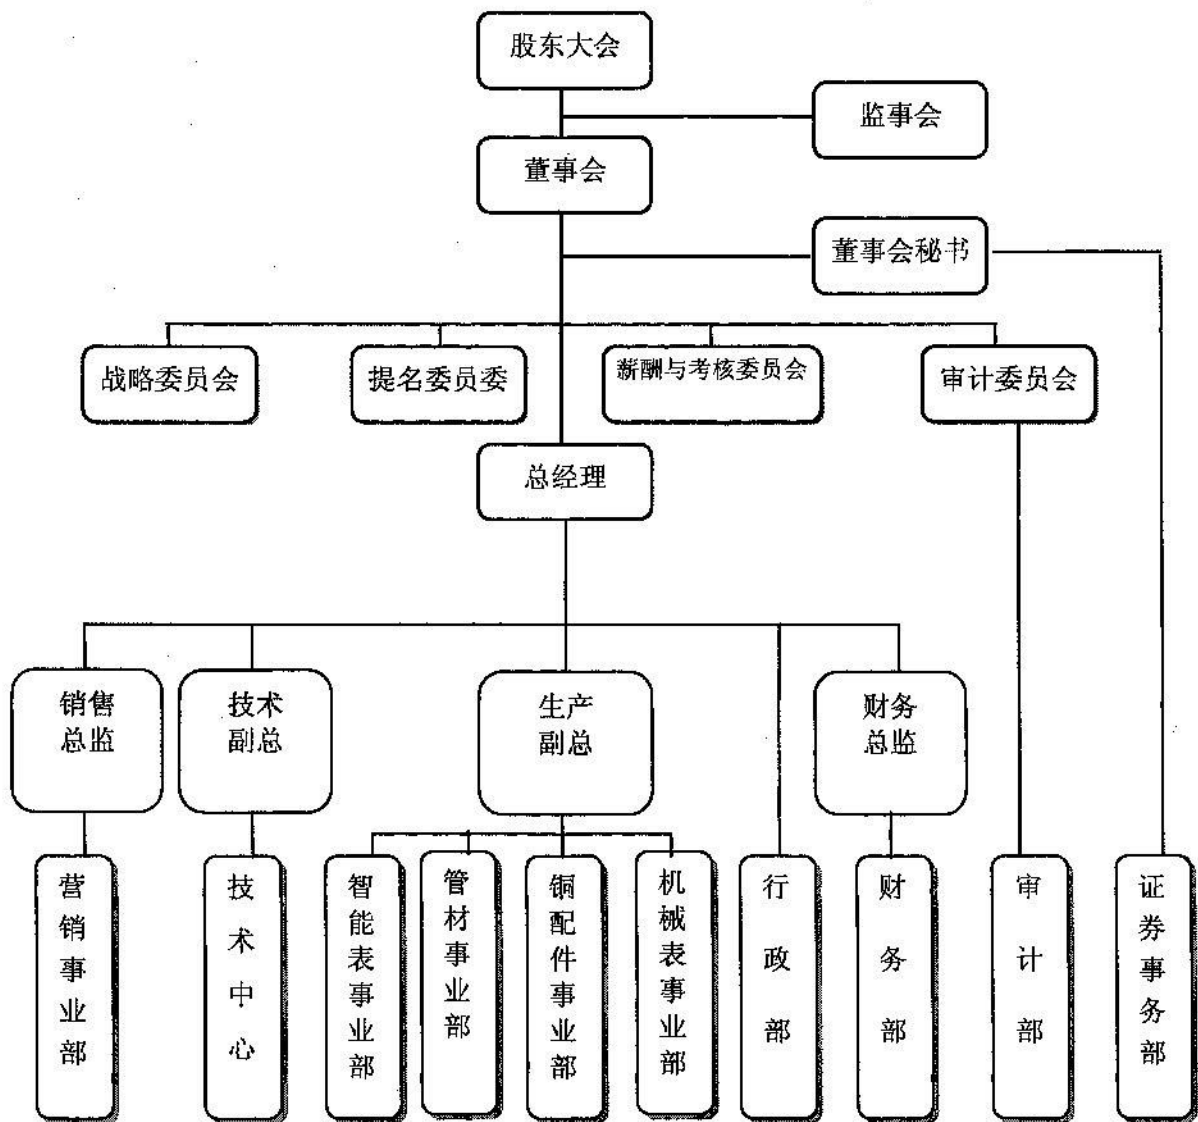 股东大会
监事会
董事会
董事会秘书
战略委员会
提名委员委
薪酬与考核委员会
审计委员会
总经理
销售
总监
技术
副总
生产
副总
财务
总监
营销事业部
技术中心
智能表事业部
管材事业部
铜配件事业部
机械表事业部
行政部
财务部
审计部
证券事务部